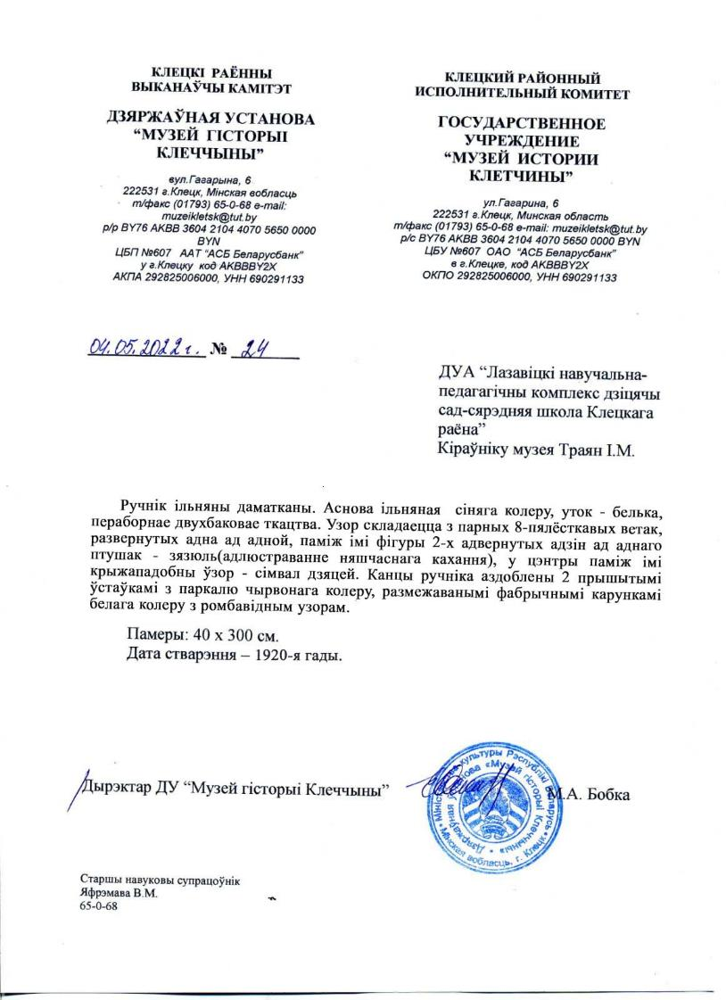 КЛЕЦКІ РАЁННЫ
ВЫКАНАЎЧЫ КАМІТЭТ
ДЗЯРЖАЎНАЯ УСТАНОВА
“МУЗЕЙ ГІСТОРЫІ
КЛЕЧЧЫНЫ”
вул.Гагарына, 6
222531 г.Клецк, Мінская вобласць
т/факс (01793) 65-0-68 e-mail:
muzeikletsk@tut.by
р/р BY76 AKBB 3604 2104 4070 5650 0000
BYN
ЦБП №607 ААТ “АСБ Беларусбанк”
у г.Клецку код AKBBBY2X
АКПА 292825006000, УНН 690291133
КЛЕЦКИЙ РАЙОННЫЙ
ИСПОЛНИТЕЛЬНЫЙ КОМИТЕТ
ГОСУДАРСТВЕННОЕ
УЧРЕЖДЕНИЕ
“МУЗЕЙ ИСТОРИИ
КЛЕТЧИНЫ”
ул.Гагарина, 6
222531 г.Клецк, Минская область
т/факс (01793) 65-0-68 e-mail: muzeikletsk@tut.by
р/с BY76 AKBB 3604 2104 4070 5650 0000 BYN
ЦБУ №607 ОАО “АСБ Беларусбанк”
в г.Клецке, код AKBBBY2X
ОКПО 292825006000, УНН 690291133
04.05.2022г. № 24
ДУА “Лазавіцкі навучальна-
педагагічны комплекс дзіцячы
сад-сярэдняя школа Клецкага
раёна”
Кіраўніку музея Траян І.М.
Ручнік ільняны даматканы. Аснова ільняная сіняга колеру, уток - белька,
пераборнае двухбаковае ткацтва. Узор складаецца з парных 8-пялёсткавых ветак,
развернутых адна ад адной, паміж імі фігуры 2-х адвернутых адзін ад аднаго
птушак - зязюль(адлюстраванне няшчаснага кахання), у цэнтры паміж імі
крыжападобны ўзор - сімвал дзяцей. Канцы ручніка аздоблены 2 прышытымі
ўстаўкамі з паркалю чырвонага колеру, размежаванымі фабрычнымі карункамі
белага колеру з ромбавідным узорам.
Памеры: 40 х 300 см.
Дата стварэння – 1920-я гады.
Дырэктар ДУ “Музей гісторыі Клеччыны” М.А. Бобка
культуры Рэспублікі Беларусь
Мінская вобласць, г. Клецк
Дзяржаўная «Музей гісторыі Клеччыны»
Старшы навуковы супрацоўнік
Яфрэмава В.М.
65-0-68